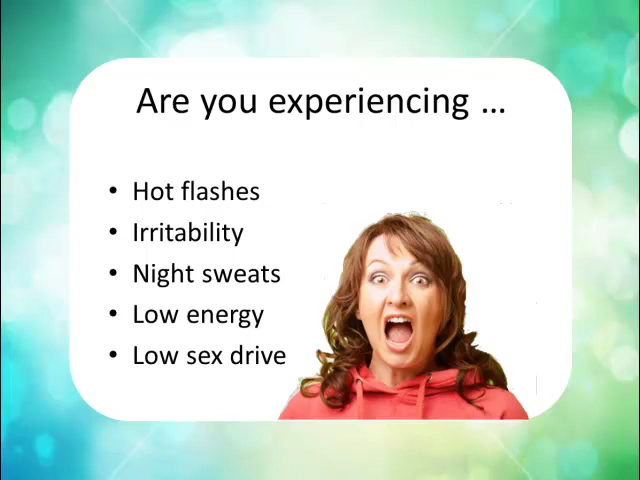 Are you experiencing …
• Hot flashes
• Irritability
• Night sweats
• Low energy
• Low sex drive